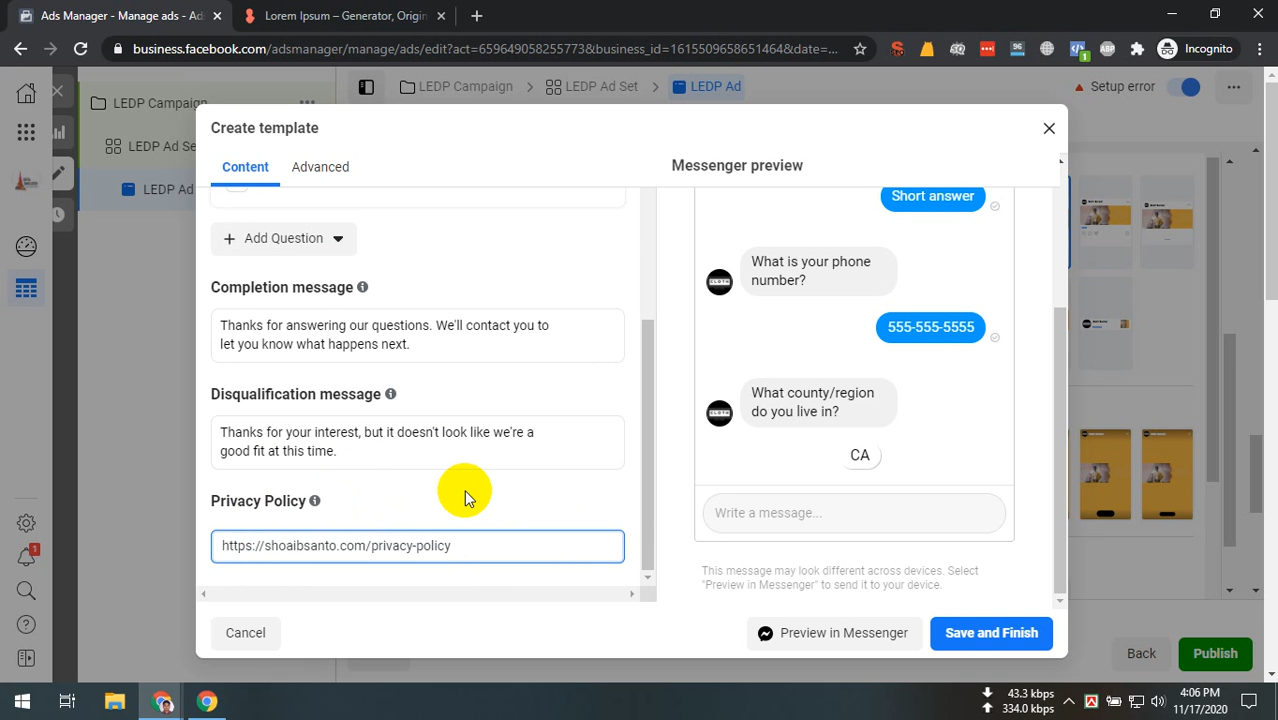 Ads Manager - Manage ads - Ads
Lorem Ipsum – Generator, Origin
Incognito
business.facebook.com/adsmanager/manage/ads/edit?act=659649058255773&business_id=1615509658651464&date=...
LEDP Campaign
LEDP Ad Se
LEDP Ad
LEDP Campaign
LEDP Ad Set
LEDP Ad
Setup error
Create template
Content
Advanced
Messenger preview
Add Question
Completion message
Thanks for answering our questions. We'll contact you to
let you know what happens next.
Disqualification message
Thanks for your interest, but it doesn't look like we're a
good fit at this time.
Privacy Policy
https://shoaibsanto.com/privacy-policy
Short answer
What is your phone
number?
555-555-5555
What county/region
do you live in?
CA
Write a message...
This message may look different across devices. Select
"Preview in Messenger" to send it to your device.
Cancel
Preview in Messenger
Save and Finish
Back
Publish
43.3 kbps
334.0 kbps
4:06 PM
11/17/2020